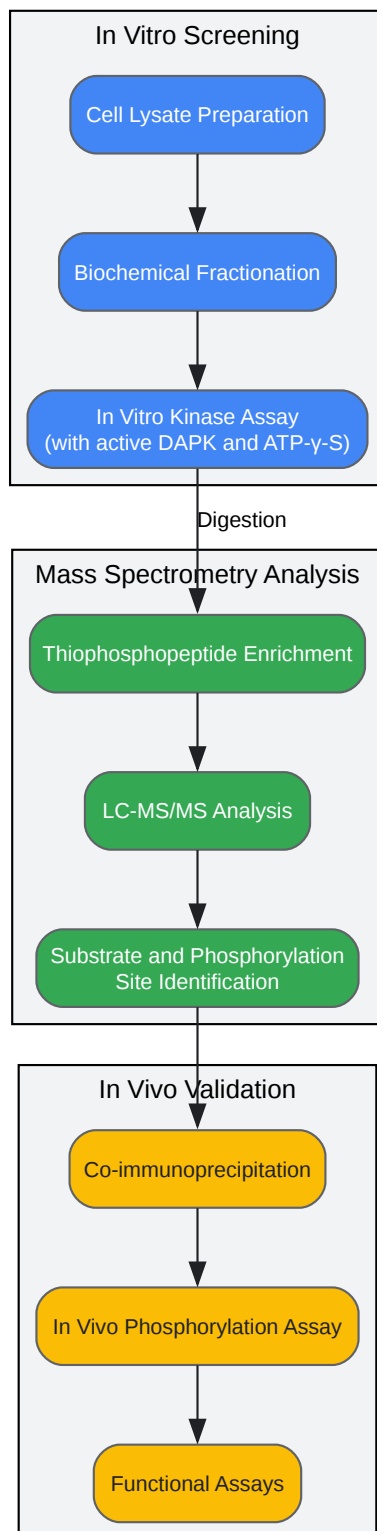 In Vitro Screening
Cell Lysate Preparation
Biochemical Fractionation
In Vitro Kinase Assay
(with active DAPK and ATP-γ-S)
Digestion
Mass Spectrometry Analysis
Thiophosphopeptide Enrichment
LC-MS/MS Analysis
Substrate and Phosphorylation
Site Identification
In Vivo Validation
Co-immunoprecipitation
In Vivo Phosphorylation Assay
Functional Assays